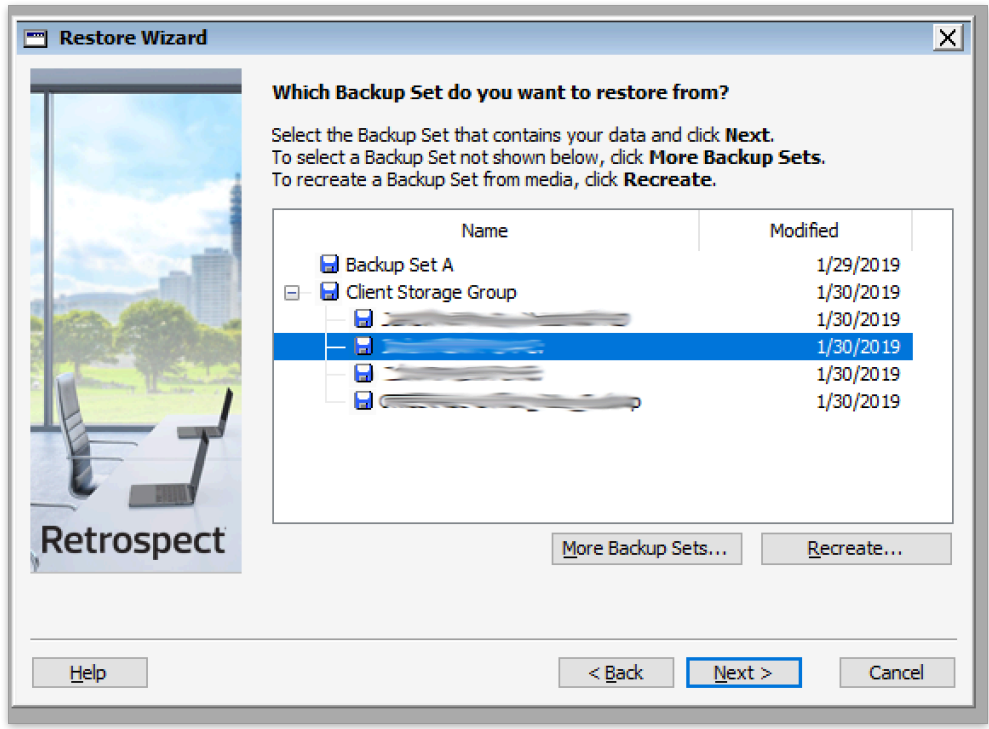 Restore Wizard
Which Backup Set do you want to restore from?
Select the Backup Set that contains your data and click Next.
To select a Backup Set not shown below, click More Backup Sets.
To recreate a Backup Set from media, click Recreate.
Name Modified
Backup Set A 1/29/2019
Client Storage Group 1/30/2019
1/30/2019
1/30/2019
1/30/2019
1/30/2019
Retrospect
More Backup Sets... Recreate...
Help < Back Next > Cancel